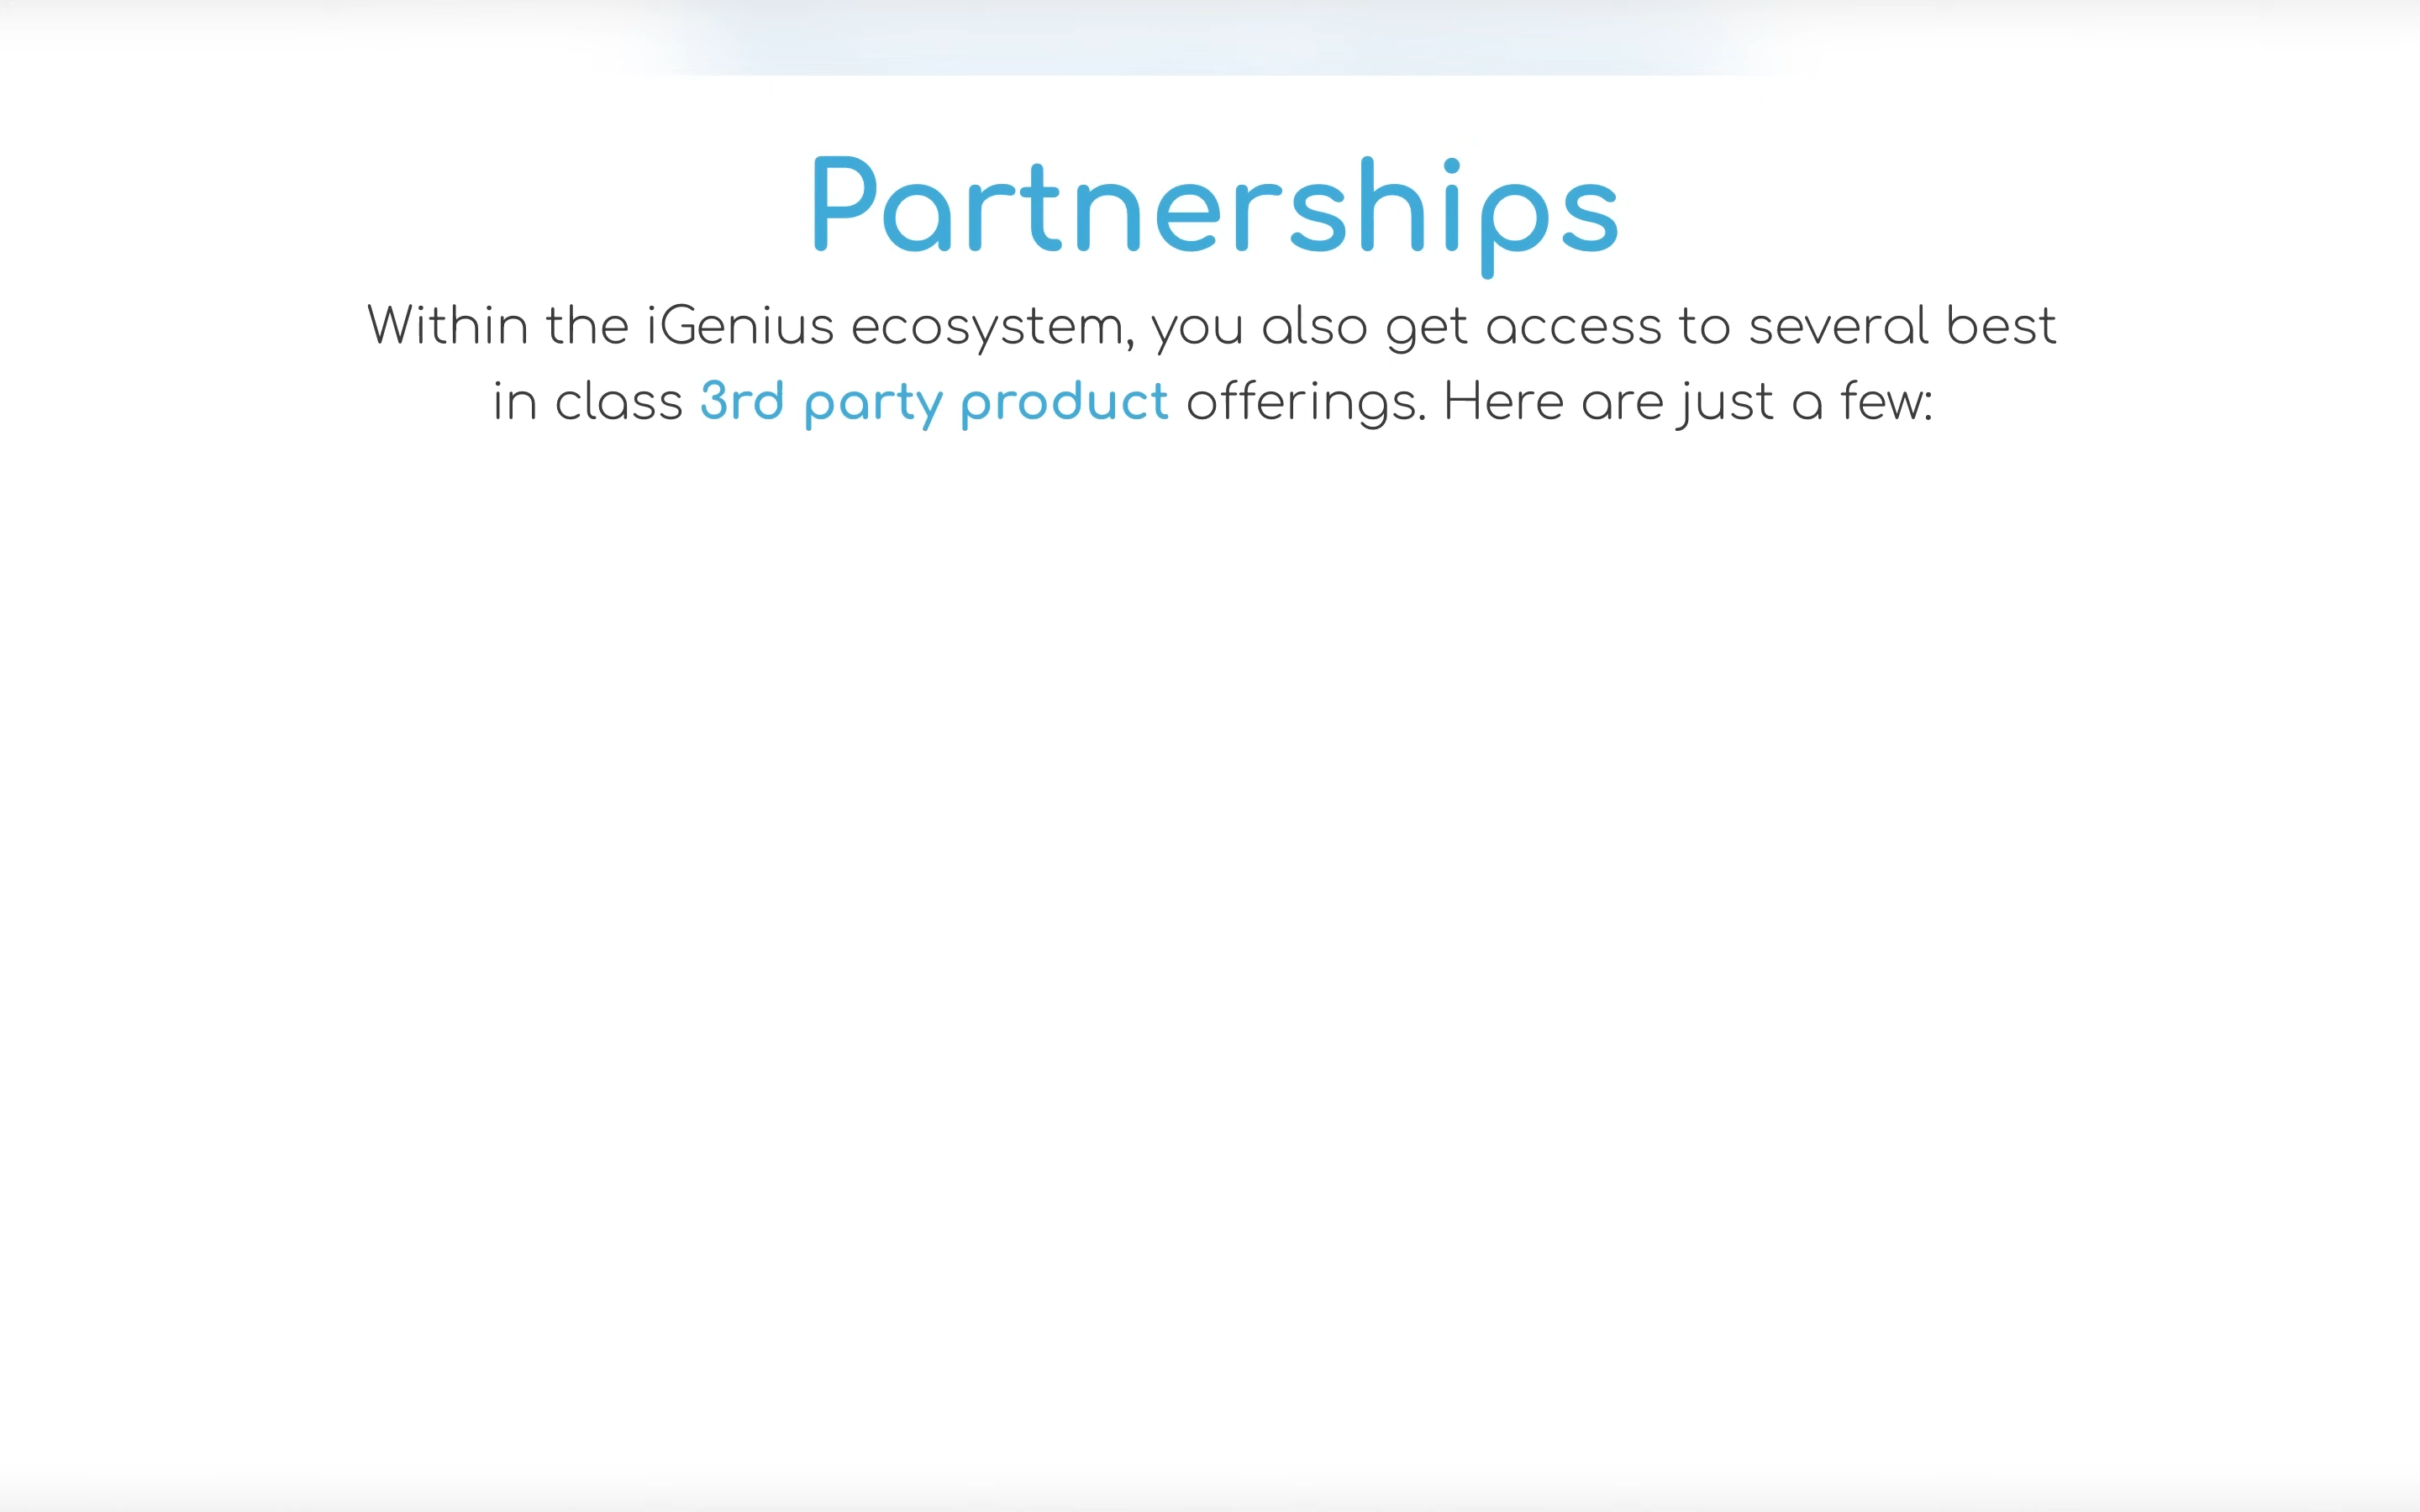 Partnerships
Within the iGenius ecosystem, you also get access to several best
in class 3rd party product offerings. Here are just a few: